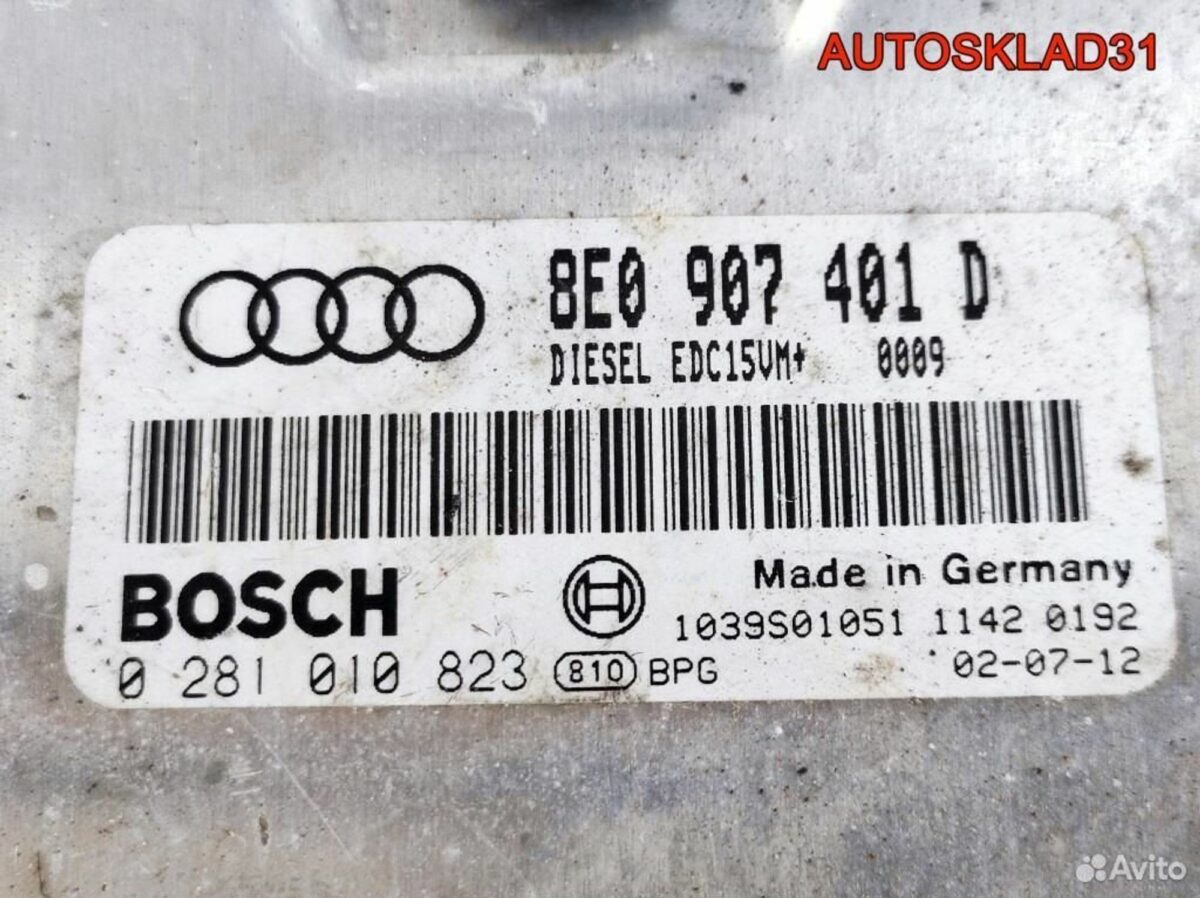 AUTOSKLAD31
8E0 907 401 D
DIESEL EDC15VM+ 0009
BOSCH
Made in Germany
1039S01051 1142 0192
0 281 010 823 810 BPG
02-07-12
Avito